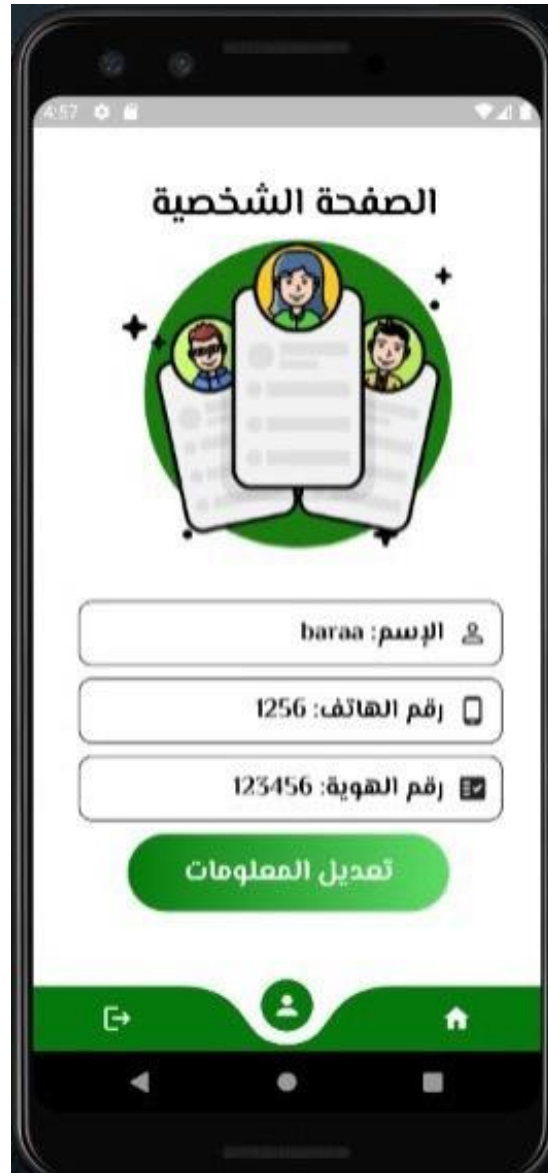 4:57
الصفحة الشخصية
الإسم: baraa
رقم الهاتف: 1256
رقم الهوية: 123456
تعديل المعلومات